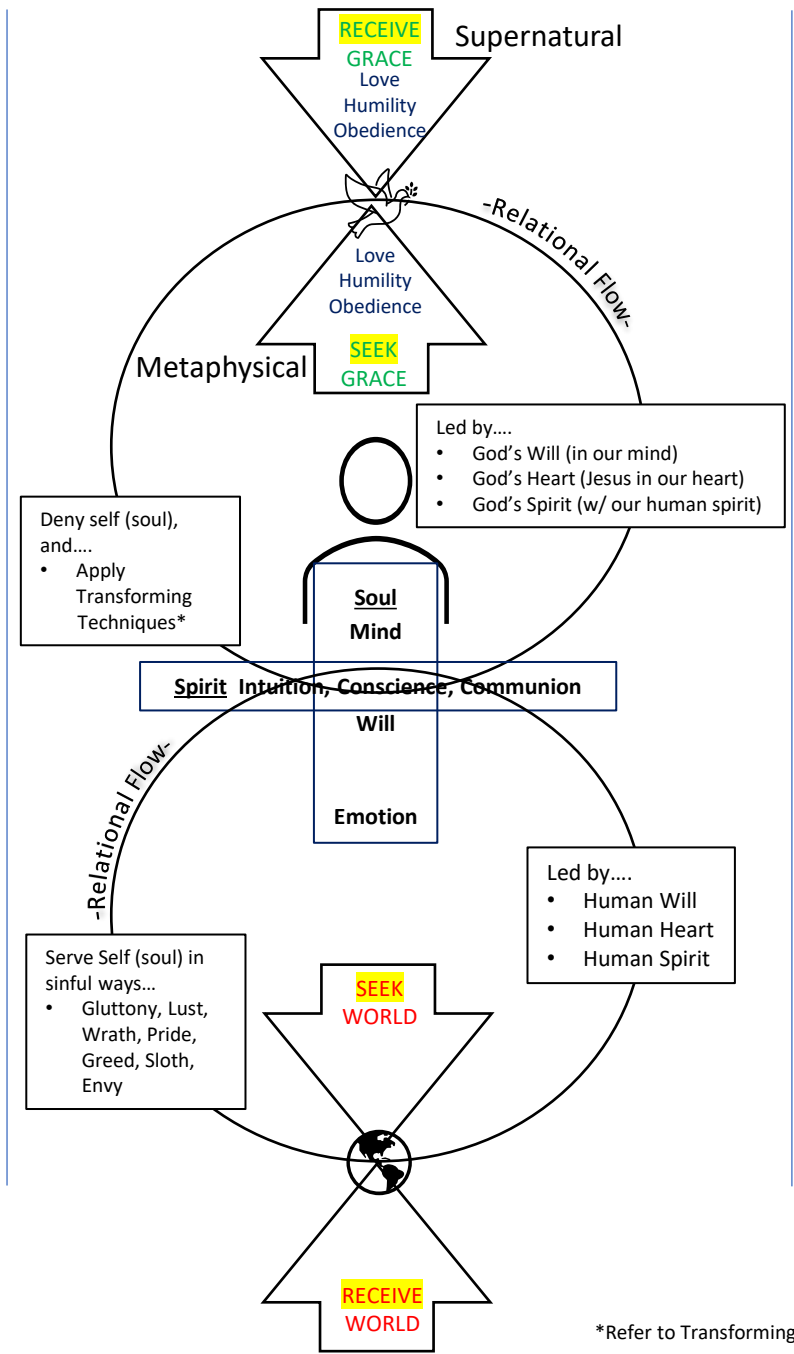 RECEIVE
GRACE
Love
Humility
Obedience
Supernatural
-Relational Flow-
Love
Humility
Obedience
SEEK
GRACE
Metaphysical
Led by....
• God’s Will (in our mind)
• God’s Heart (Jesus in our heart)
• God’s Spirit (w/ our human spirit)
Deny self (soul),
and….
• Apply
Transforming
Techniques*
Soul
Mind
Spirit Intuition, Conscience, Communion
Will
Emotion
-Relational Flow-
Led by….
• Human Will
• Human Heart
• Human Spirit
Serve Self (soul) in
sinful ways…
• Gluttony, Lust,
Wrath, Pride,
Greed, Sloth,
Envy
SEEK
WORLD
RECEIVE
WORLD
*Refer to Transforming